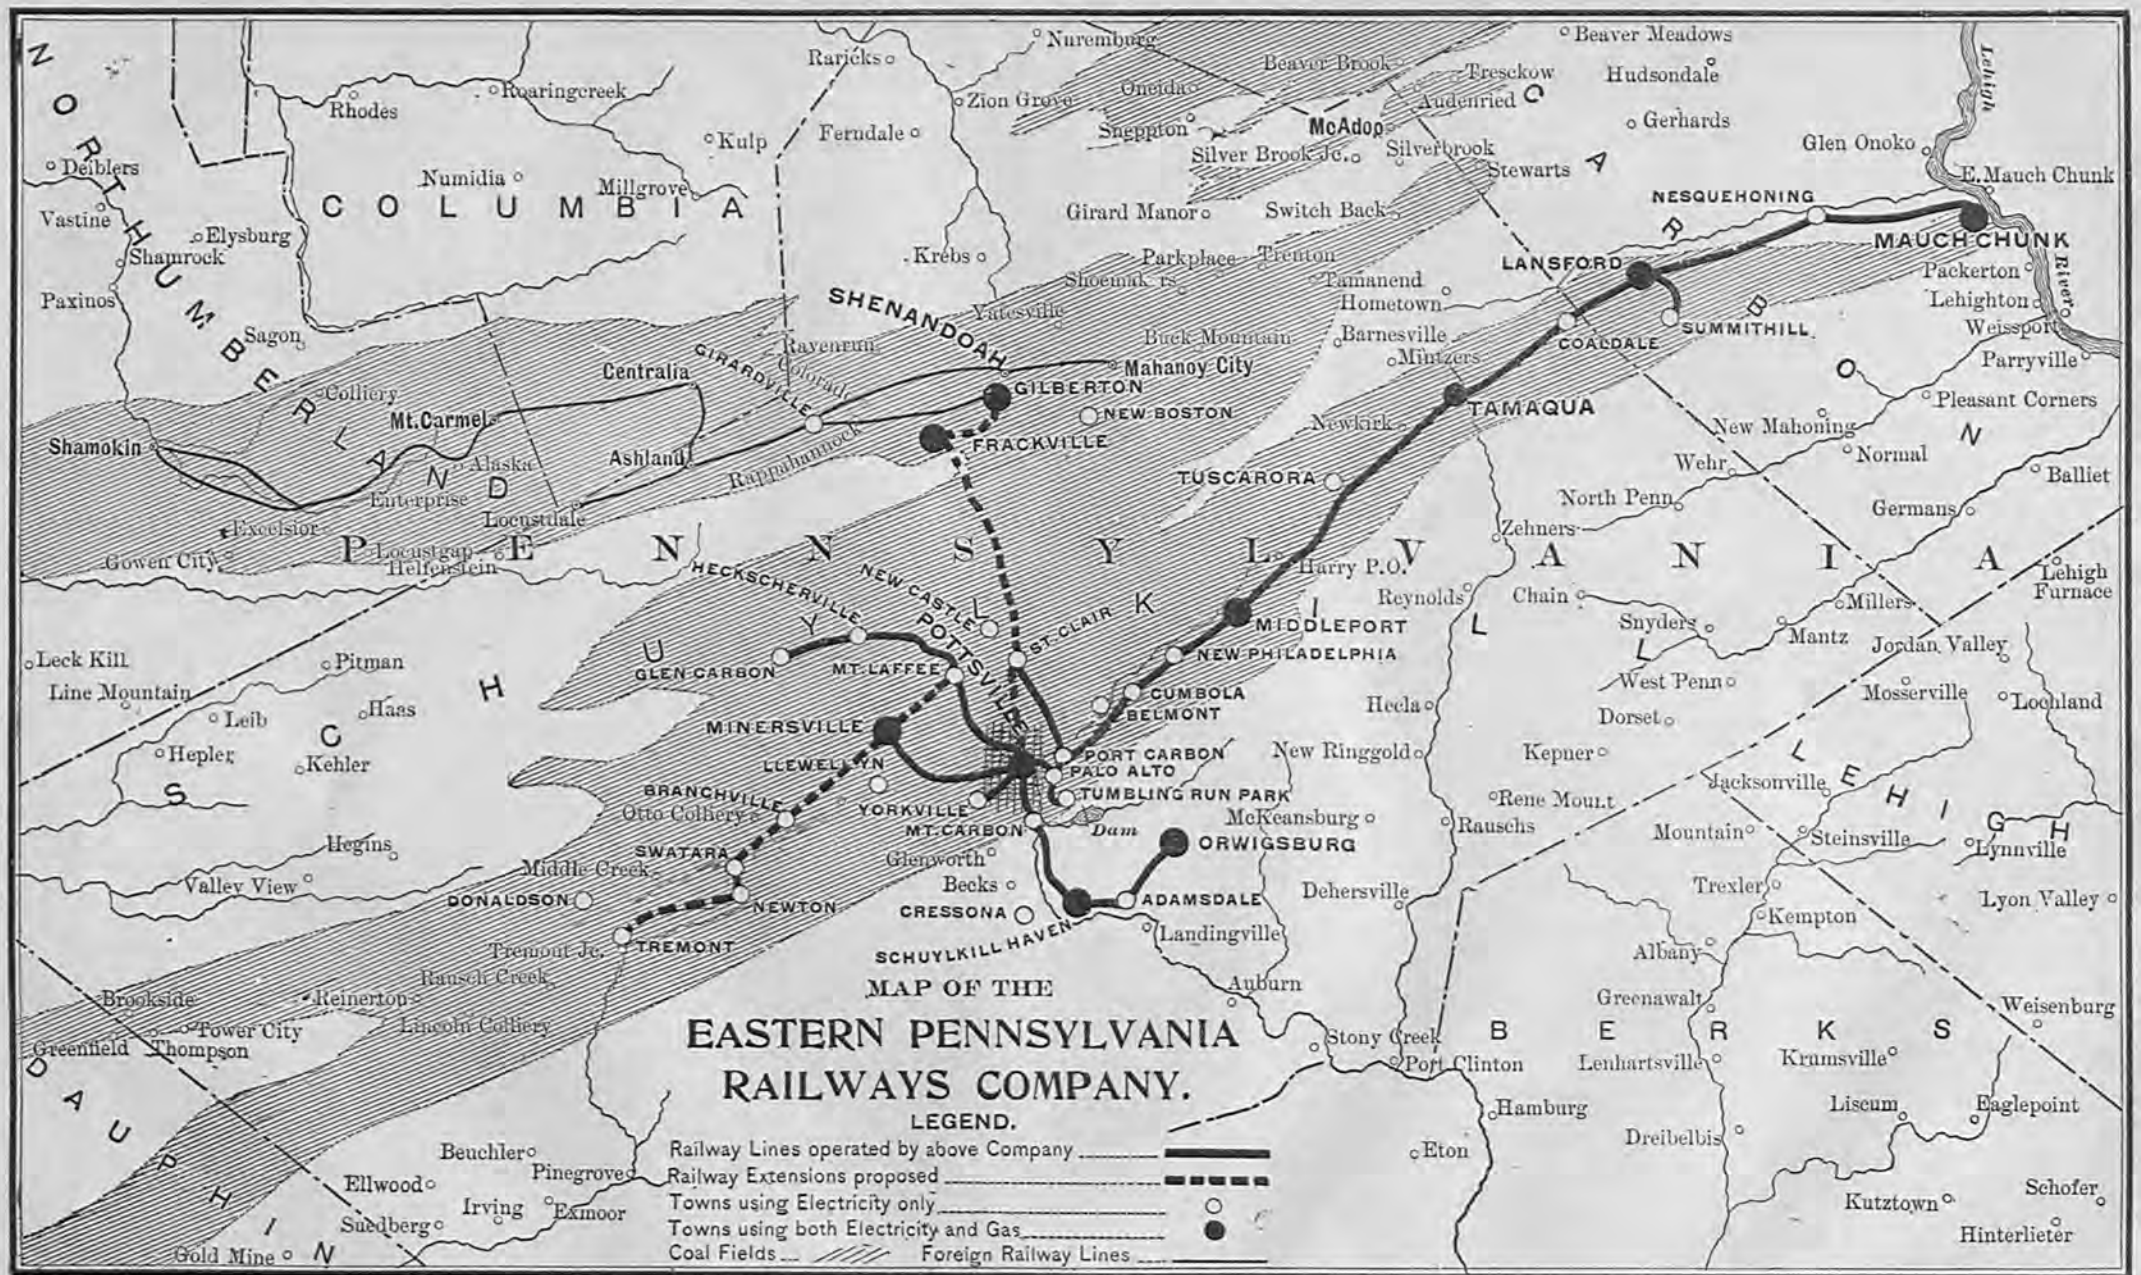 NORTHUMBERLAND
COLUMBIA
CARBON
PENNSYLVANIA
SCHUYLKILL
LEHIGH
BERKS
DAUPHIN
Lehigh
River
Nuremburg
Beaver Meadows
Raricks
Beaver Brook
Tresckow
Hudsondale
Rhodes
Roaringcreek
Zion Grove
Oneida
Audenried
Kulp
Ferndale
Sheppton
McAdoo
Gerhards
Glen Onoko
Deiblers
Silver Brook Jc.
Silverbrook
Stewarts
E. Mauch Chunk
Numidia
Millgrove
NESQUEHONING
Vastine
Elysburg
Girard Manor
Switch Back
MAUCH CHUNK
Shamrock
Krebs
Parkplace
Trenton
LANSFORD
Packerton
Paxinos
Shoemakrs
Tamanend
Hometown
Lehighton
SHENANDOAH
Yatesville
Weissport
Sagon
Ravenrun
Buck Mountain
Barnesville
COALDALE
SUMMITHILL
GIRARDVILLE
Colorado
Mahanoy City
Mintzers
Parryville
Centralia
Colliery
GILBERTON
Pleasant Corners
Mt. Carmel
NEW BOSTON
TAMAQUA
Shamokin
FRACKVILLE
Newkirk
New Mahoning
Ashland
Rappahannock
Normal
Alaska
Wehr
Balliet
Enterprise
TUSCARORA
North Penn
Locustdale
Germans
Excelsior
Zehners
Gowen City
Locustgap
Helfenstein
HECKSCHERVILLE
NEW CASTLE
Harry P.O.
Lehigh
Furnace
Reynolds
Chain
Millers
ST. CLAIR
MIDDLEPORT
Snyders
Mantz
POTTSVILLE
Jordan Valley
Leck Kill
Pitman
GLEN CARBON
MT. LAFFEE
NEW PHILADELPHIA
West Penn
Line Mountain
CUMBOLA
Mosserville
Lochland
Haas
Leib
BELMONT
Hecla
Dorset
MINERSVILLE
Hepler
Kehler
PORT CARBON
New Ringgold
Kepner
LLEWELLYN
PALO ALTO
Jacksonville
BRANCHVILLE
TUMBLING RUN PARK
Rene Mount
Otto Colliery
YORKVILLE
McKeansburg
Rauschs
MT. CARBON
Dam
Mountain
Steinsville
Hegins
SWATARA
ORWIGSBURG
Lynnville
Glenworth
Middle Creek
Valley View
Becks
Dehersville
Trexler
DONALDSON
NEWTON
CRESSONA
ADAMSDALE
Lyon Valley
Kempton
SCHUYLKILL HAVEN
Landingville
TREMONT
Tremont Jc.
Albany
Rausch Creek
Auburn
Brookside
Reinerton
Greenawalt
Weisenburg
Tower City
Lincoln Colliery
Greenfield
Thompson
Stony Creek
Port Clinton
Lenhartsville
Krumsville
Hamburg
Liscum
Eaglepoint
Dreibelbis
Beuchler
Eton
Pinegrove
Ellwood
Irving
Exmoor
Kutztown
Schofer
Suedberg
Hinterlieter
Gold Mine
MAP OF THE
EASTERN PENNSYLVANIA
RAILWAYS COMPANY.
LEGEND.
Railway Lines operated by above Company
Railway Extensions proposed
Towns using Electricity only
Towns using both Electricity and Gas
Coal Fields
Foreign Railway Lines